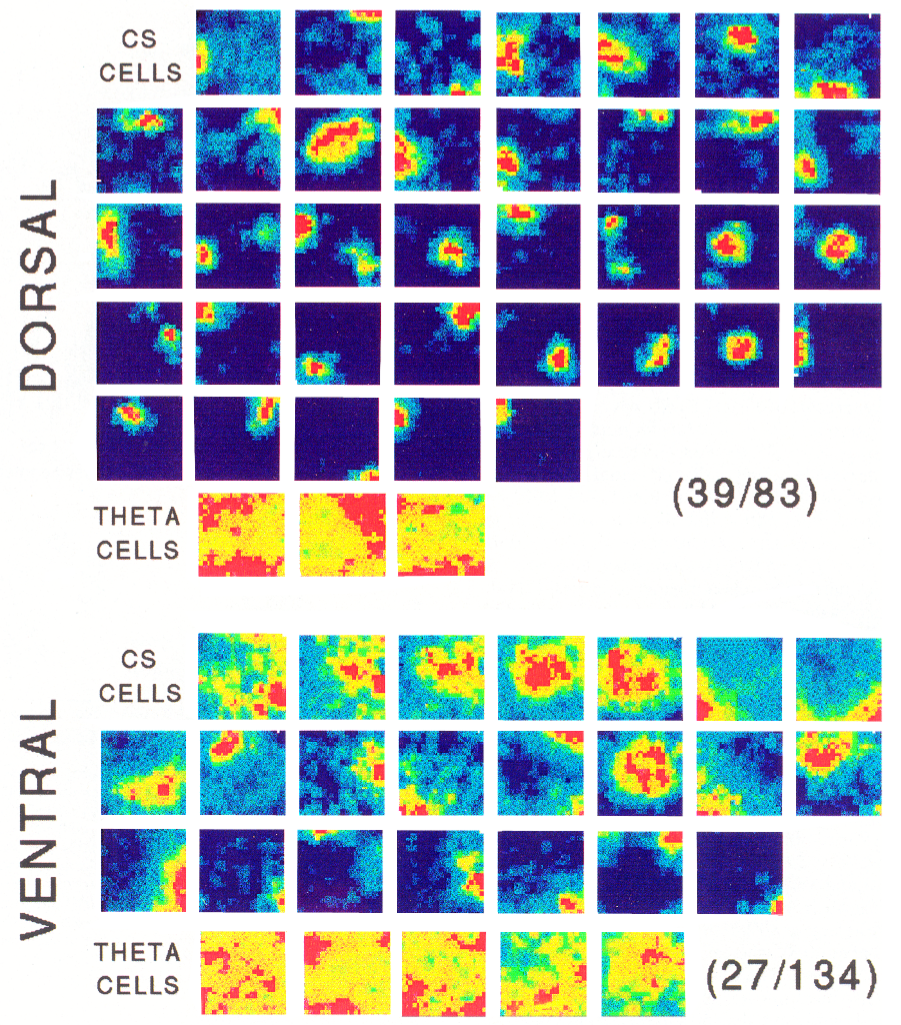 DORSAL
CS
CELLS
THETA
CELLS
(39/83)
VENTRAL
CS
CELLS
THETA
CELLS
(27/134)